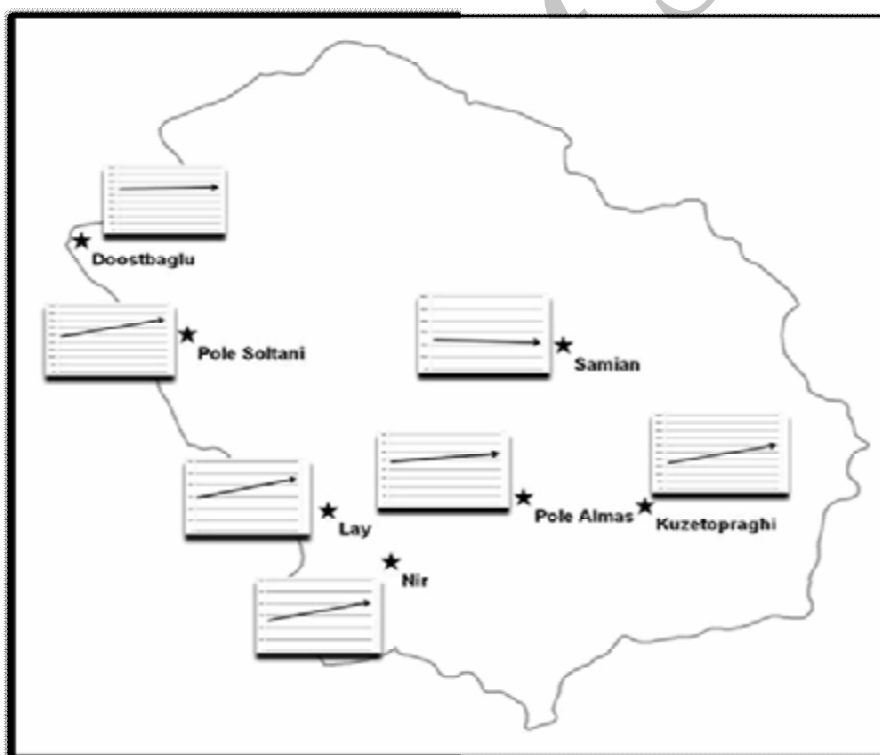 Doostbaglu
Pole Soltani
Samian
Lay
Pole Almas
Kuzetopraghi
Nir